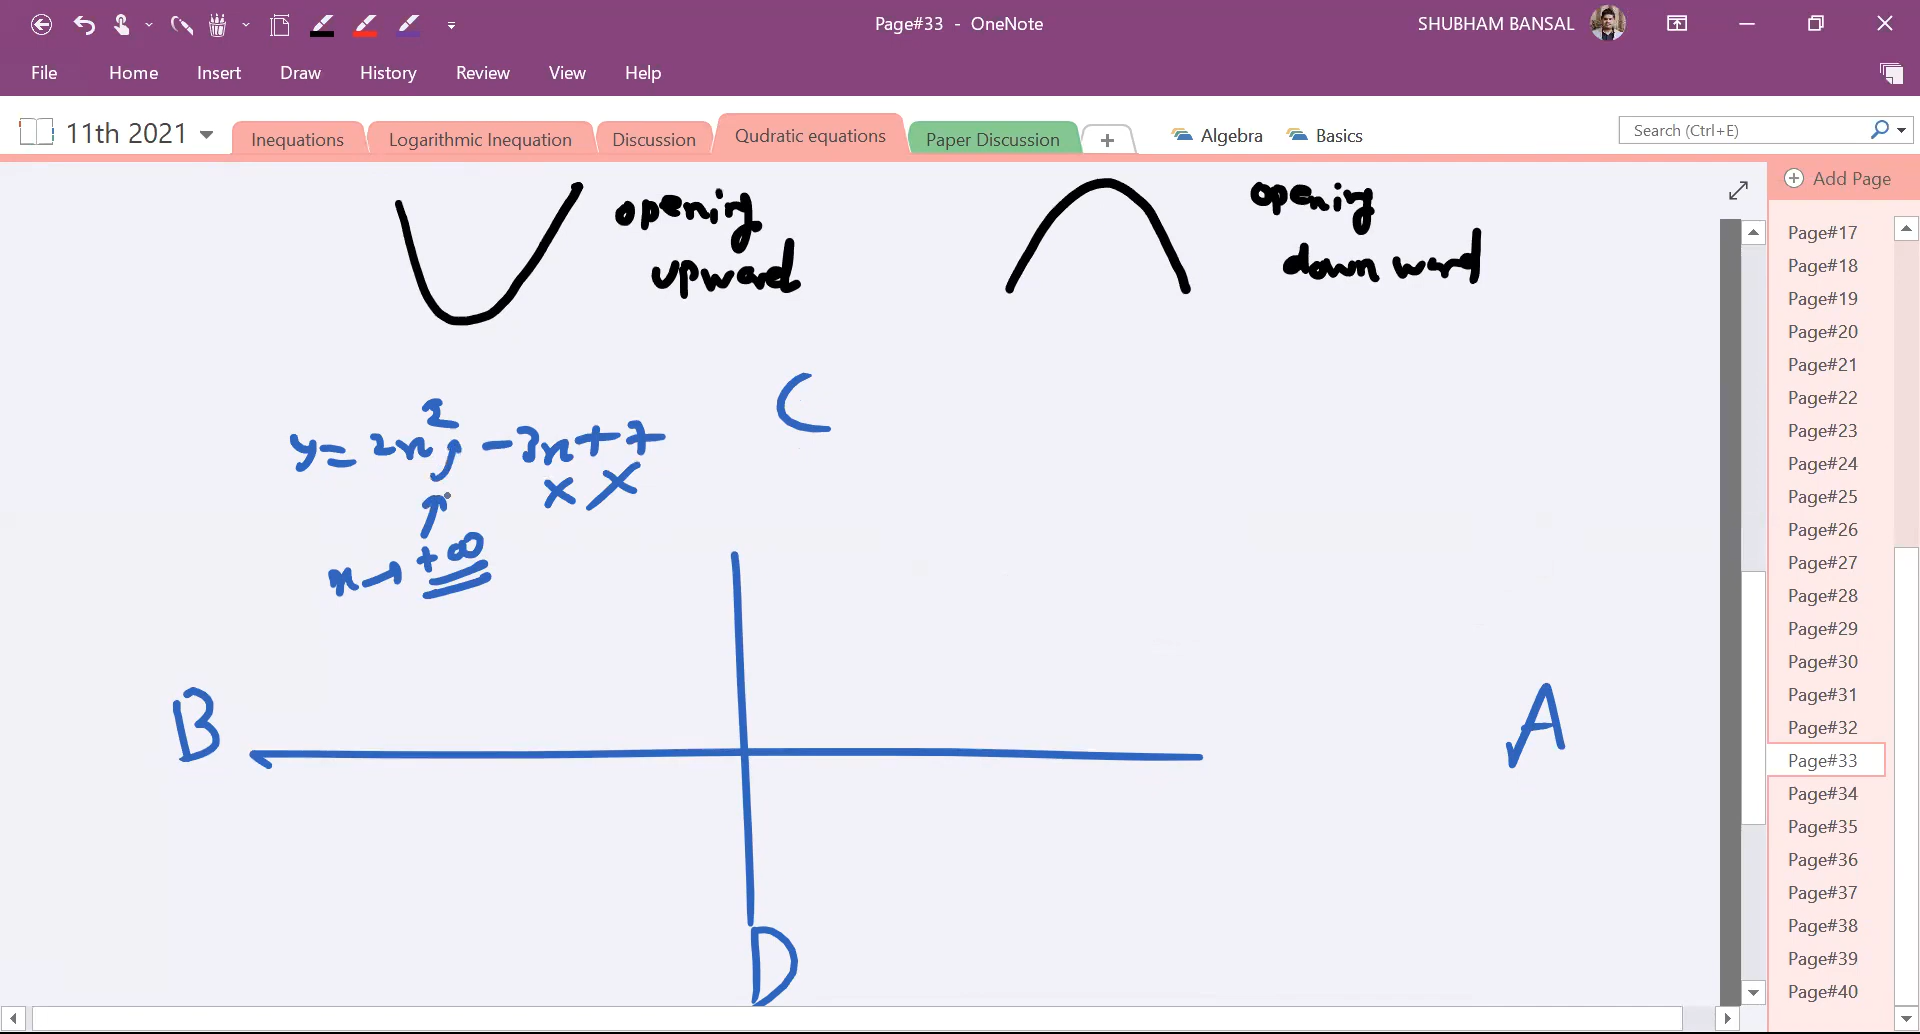 Page#33 - OneNote
SHUBHAM BANSAL
File Home Insert Draw History Review View Help
11th 2021
Inequations
Logarithmic Inequation
Discussion
Qudratic equations
Paper Discussion
+
Algebra
Basics
Search (Ctrl+E)
Add Page
Page#17
Page#18
Page#19
Page#20
Page#21
Page#22
Page#23
Page#24
Page#25
Page#26
Page#27
Page#28
Page#29
Page#30
Page#31
Page#32
Page#33
Page#34
Page#35
Page#36
Page#37
Page#38
Page#39
Page#40
opening
upward
opening
down ward
C
y = 2x² - 3x + 7
x x
x → +∞
B
A
D